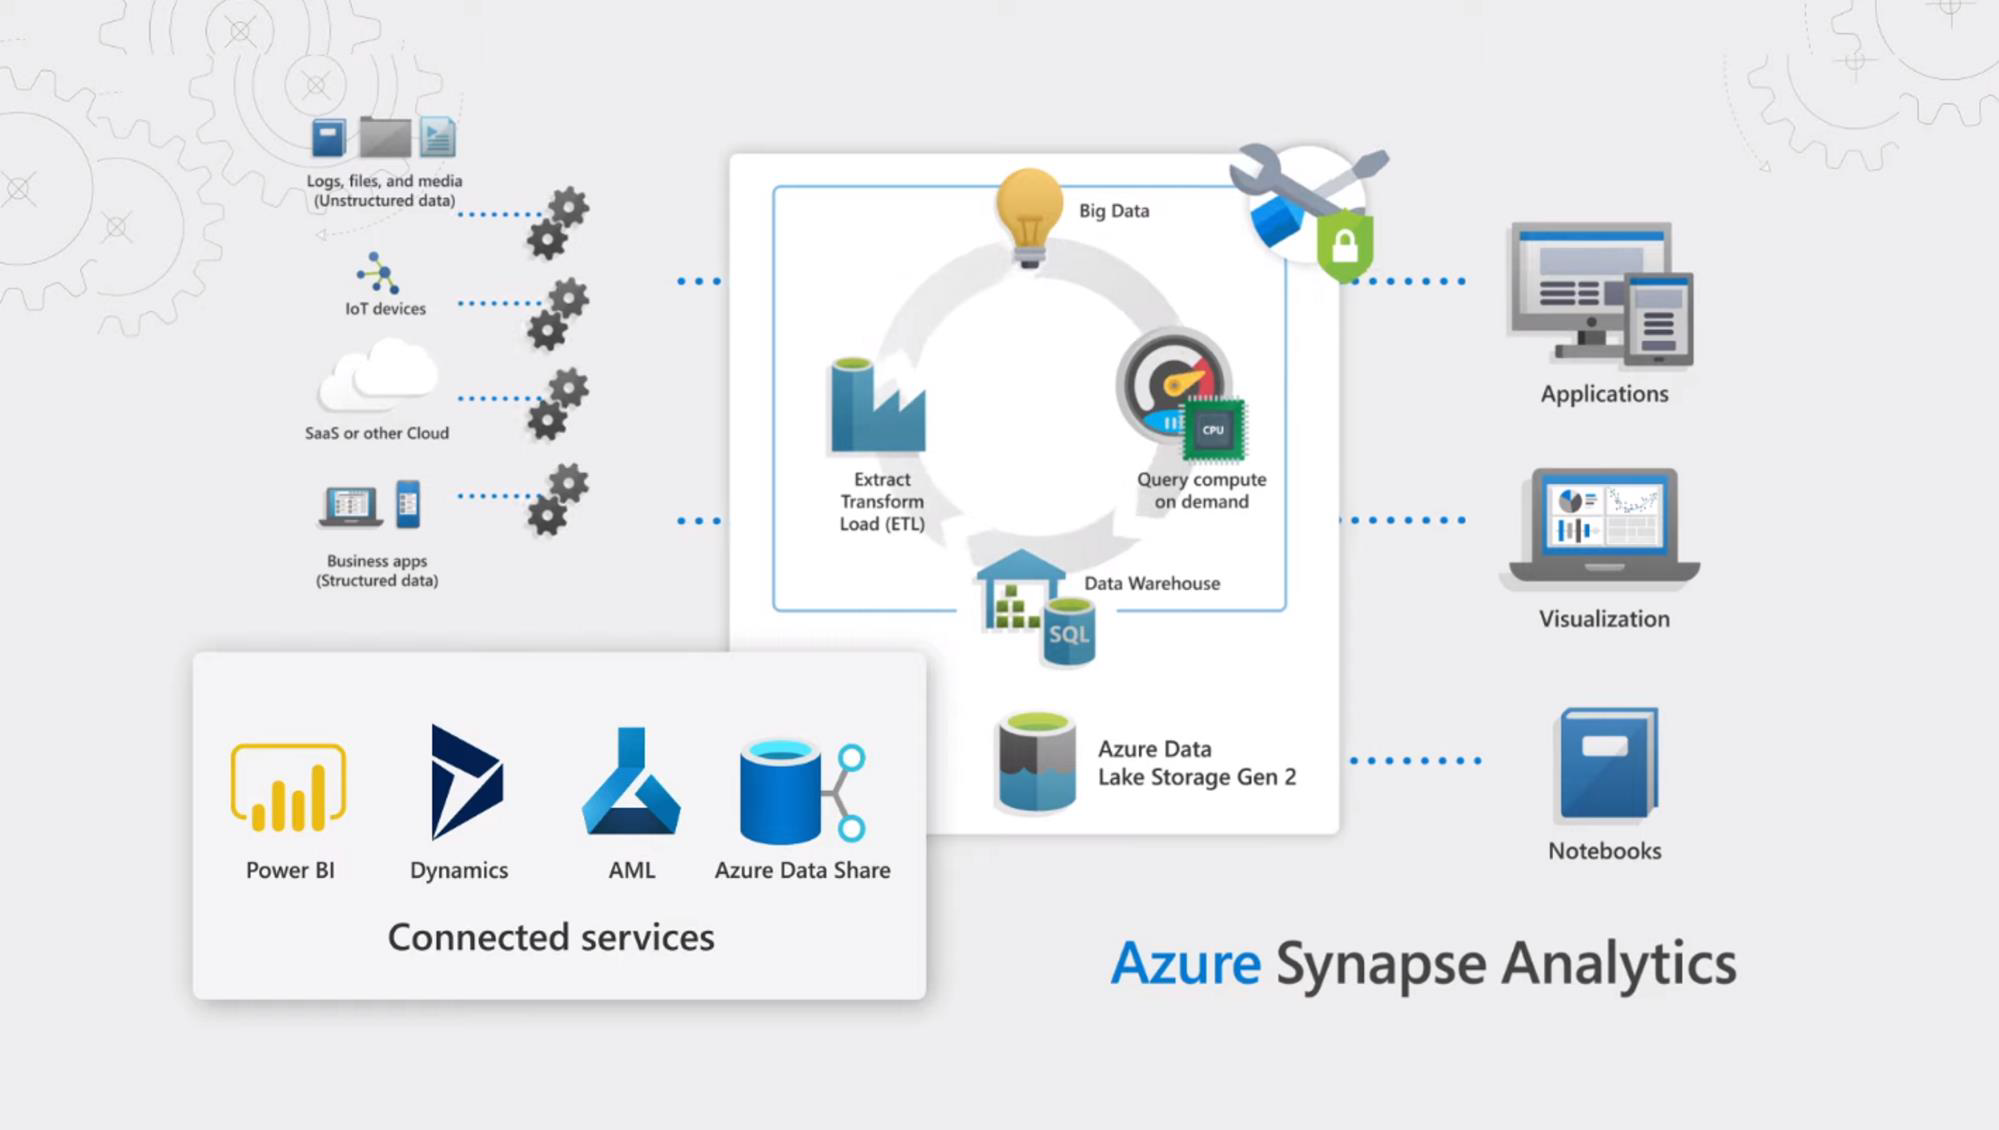 Logs, files, and media
(Unstructured data)
IoT devices
SaaS or other Cloud
Business apps
(Structured data)
Big Data
Extract
Transform
Load (ETL)
CPU
Query compute
on demand
Data Warehouse
SQL
Azure Data
Lake Storage Gen 2
Applications
Visualization
Notebooks
Power BI
Dynamics
AML
Azure Data Share
Connected services
Azure Synapse Analytics